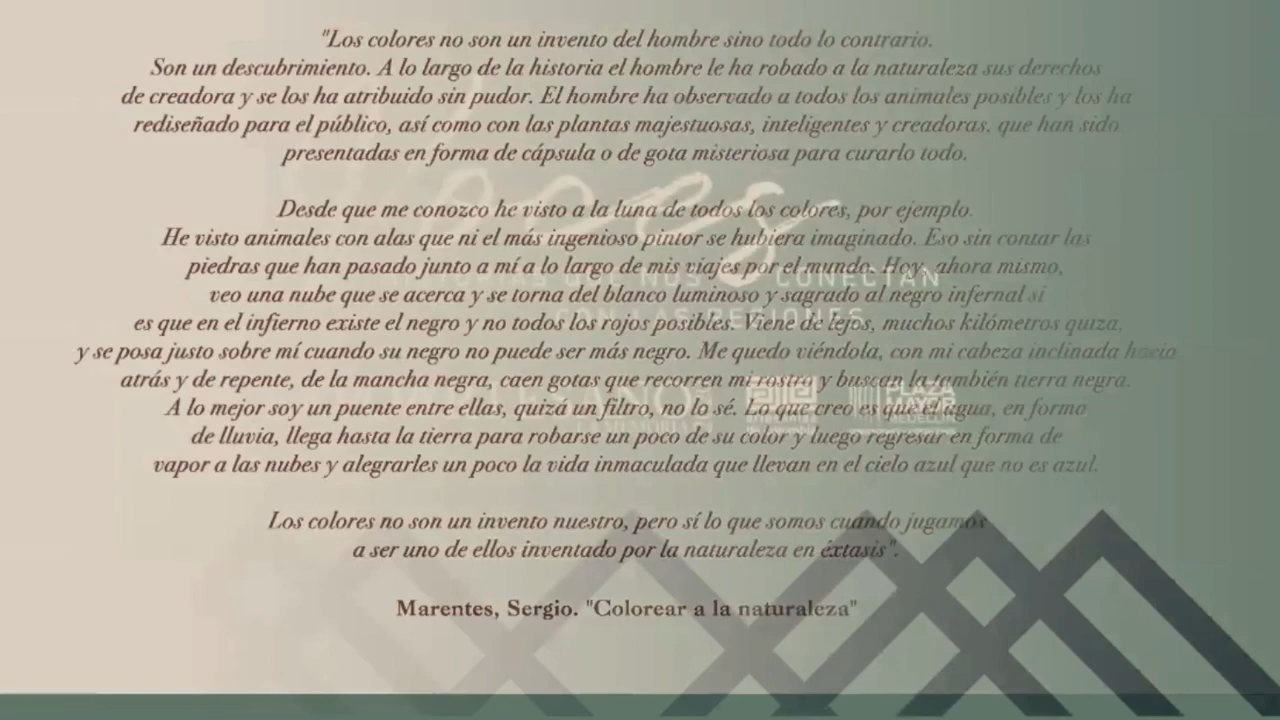 "Los colores no son un invento del hombre sino todo lo contrario.
Son un descubrimiento. A lo largo de la historia el hombre le ha robado a la naturaleza sus derechos
de creadora y se los ha atribuido sin pudor. El hombre ha observado a todos los animales posibles y los ha
rediseñado para el público, así como con las plantas majestuosas, inteligentes y creadoras, que han sido
presentadas en forma de cápsula o de gota misteriosa para curarlo todo.
Desde que me conozco he visto a la luna de todos los colores, por ejemplo.
He visto animales con alas que ni el más ingenioso pintor se hubiera imaginado. Eso sin contar las
piedras que han pasado junto a mí a lo largo de mis viajes por el mundo. Hoy, ahora mismo,
CONECTAN
veo una nube que se acerca y se torna del blanco luminoso y sagrado al negro infernal si
CON LAS REGIONES
es que en el infierno existe el negro y no todos los rojos posibles. Viene de lejos, muchos kilómetros quiza,
y se posa justo sobre mí cuando su negro no puede ser más negro. Me quedo viéndola, con mi cabeza inclinada hacia
atrás y de repente, de la mancha negra, caen gotas que recorren mi rostro y buscan la también tierra negra.
PLAZA
MAYOR
A lo mejor soy un puente entre ellas, quizá un filtro, no lo sé. Lo que creo es que el agua, en forma
de lluvia, llega hasta la tierra para robarse un poco de su color y luego regresar en forma de
vapor a las nubes y alegrarles un poco la vida inmaculada que llevan en el cielo azul que no es azul.
Los colores no son un invento nuestro, pero sí lo que somos cuando jugamos
a ser uno de ellos inventado por la naturaleza en éxtasis".
Marentes, Sergio. "Colorear a la naturaleza"